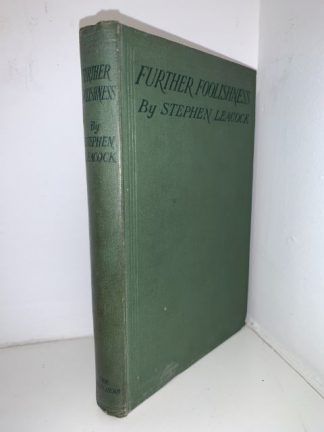 FURTHER
FOOLISHNESS
By
STEPHEN
LEACOCK
FURTHER FOOLISHNESS
By STEPHEN LEACOCK